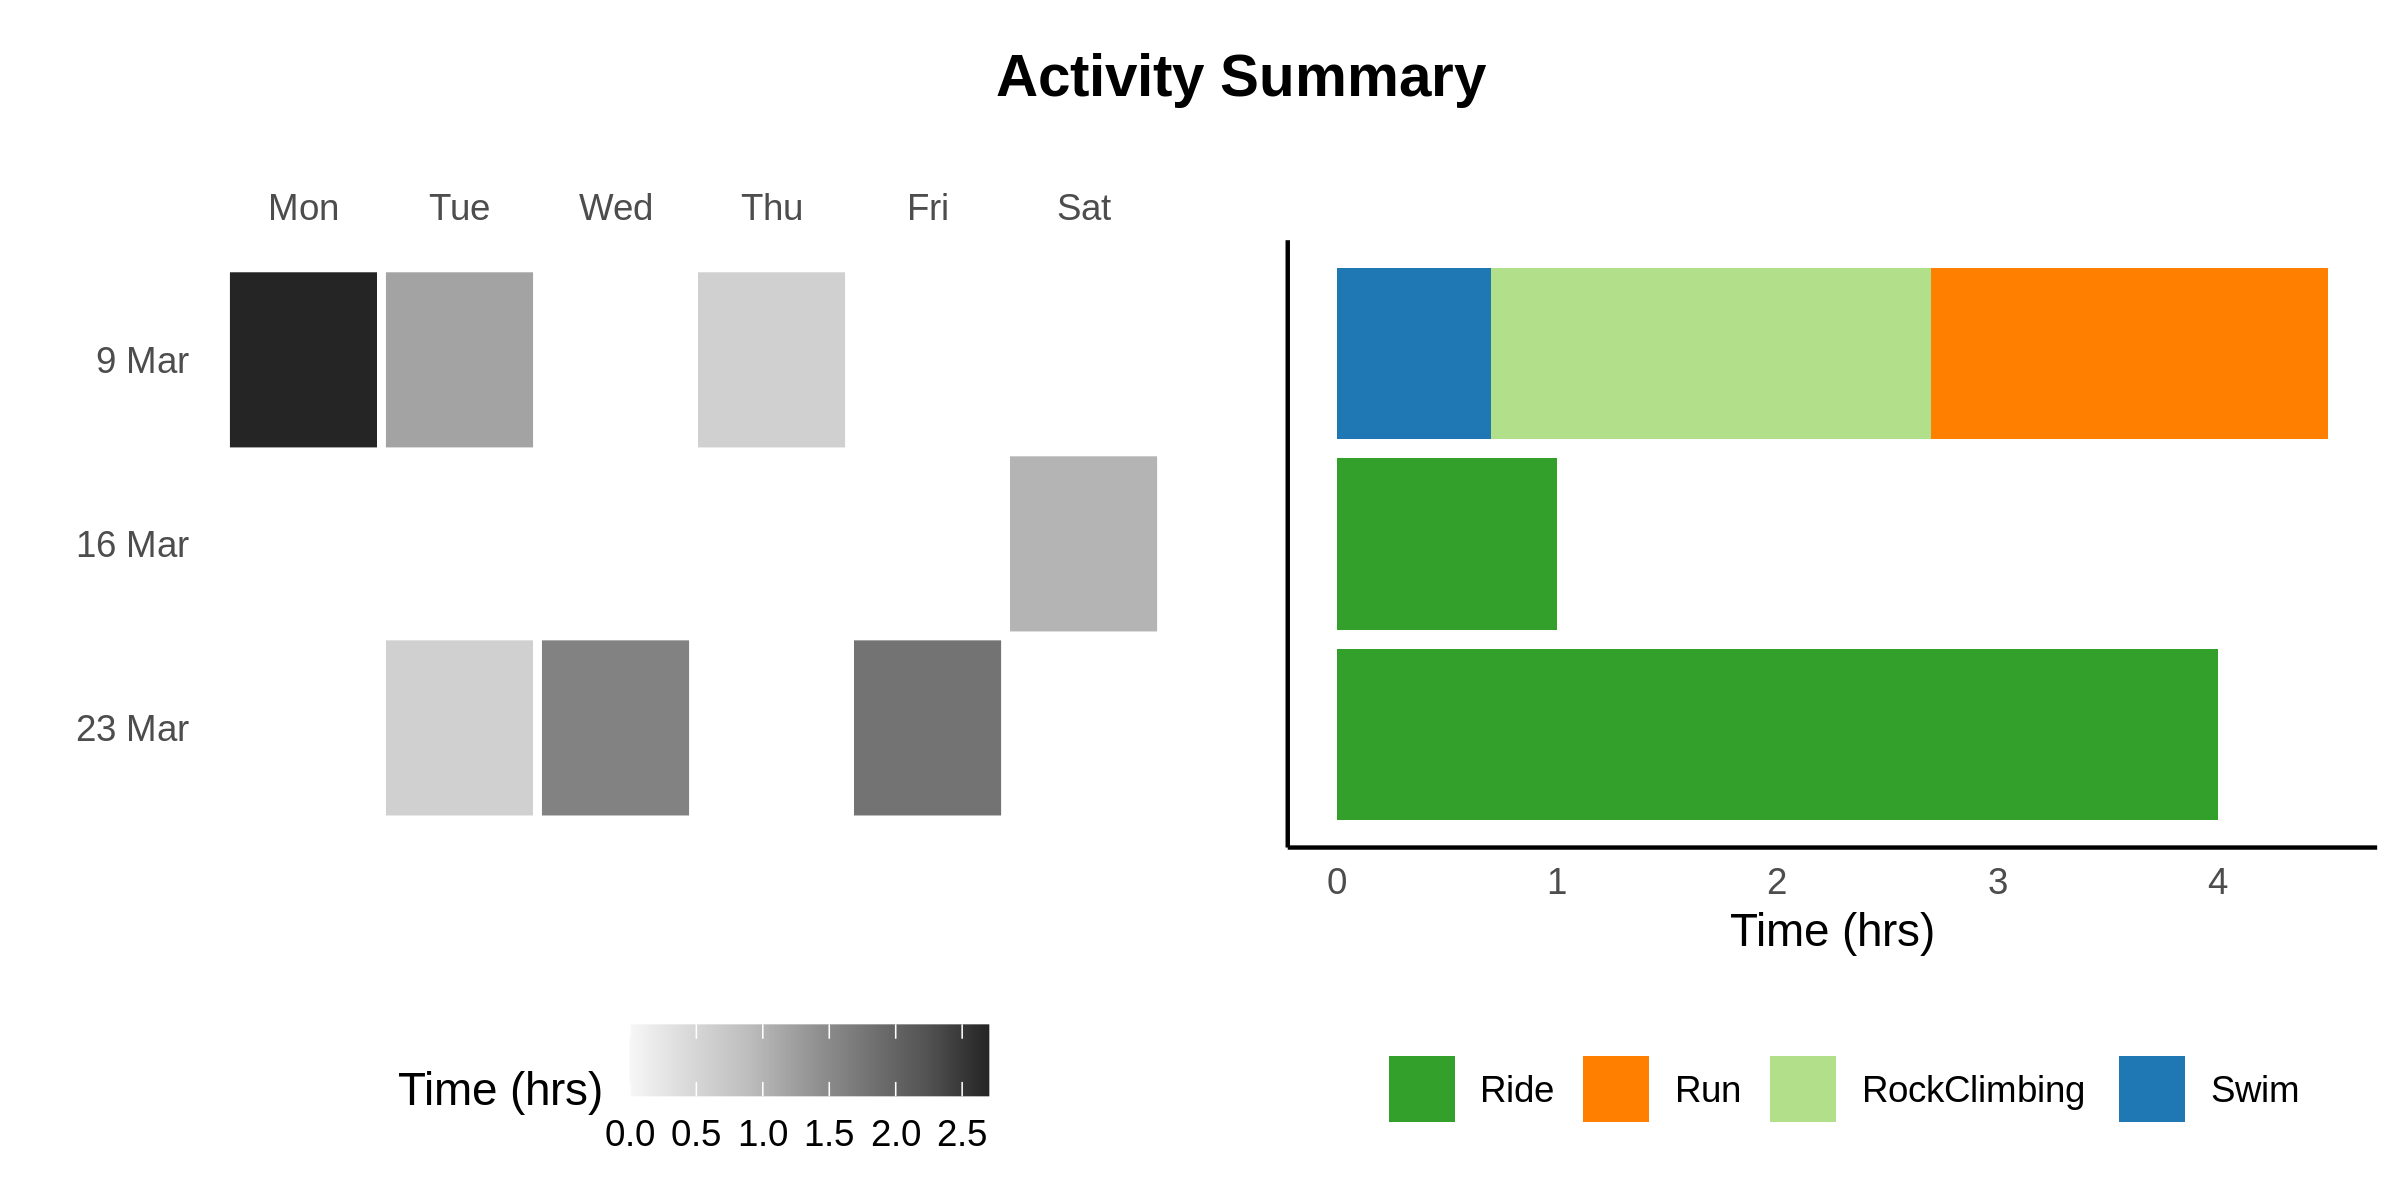 Activity Summary
Mon Tue Wed Thu Fri Sat
9 Mar
16 Mar
23 Mar
Time (hrs)
0.0 0.5 1.0 1.5 2.0 2.5
0 1 2 3 4
Time (hrs)
Ride Run RockClimbing Swim